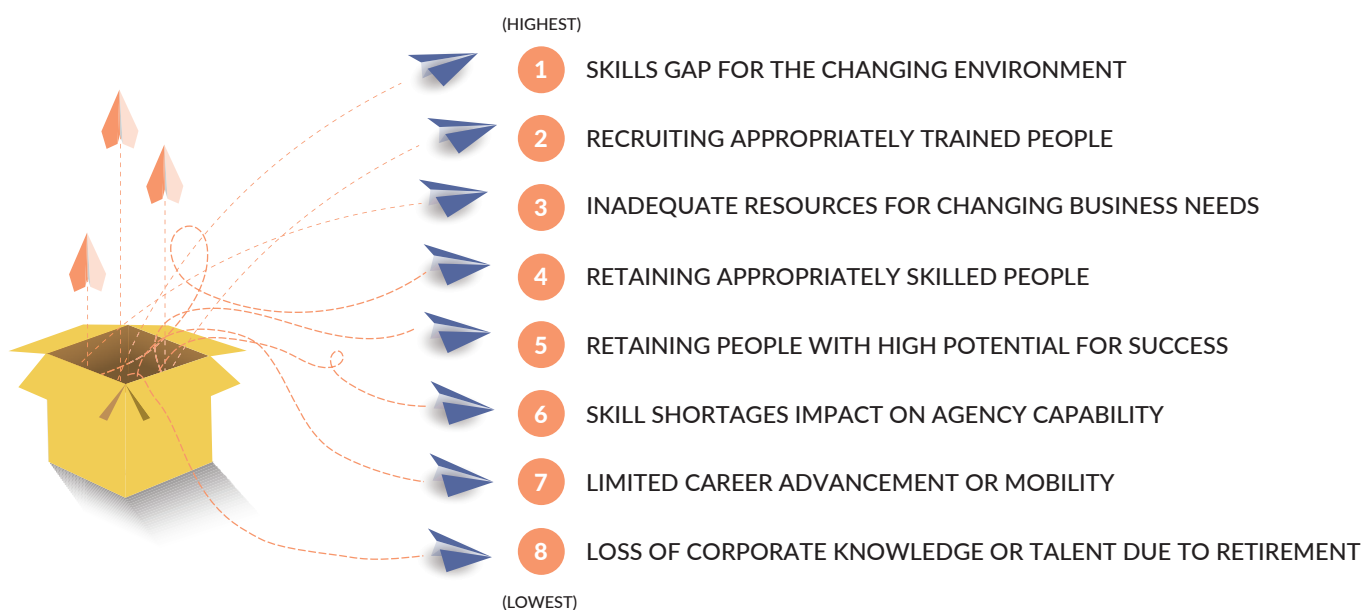 (HIGHEST)
1 SKILLS GAP FOR THE CHANGING ENVIRONMENT
2 RECRUITING APPROPRIATELY TRAINED PEOPLE
3 INADEQUATE RESOURCES FOR CHANGING BUSINESS NEEDS
4 RETAINING APPROPRIATELY SKILLED PEOPLE
5 RETAINING PEOPLE WITH HIGH POTENTIAL FOR SUCCESS
6 SKILL SHORTAGES IMPACT ON AGENCY CAPABILITY
7 LIMITED CAREER ADVANCEMENT OR MOBILITY
8 LOSS OF CORPORATE KNOWLEDGE OR TALENT DUE TO RETIREMENT
(LOWEST)